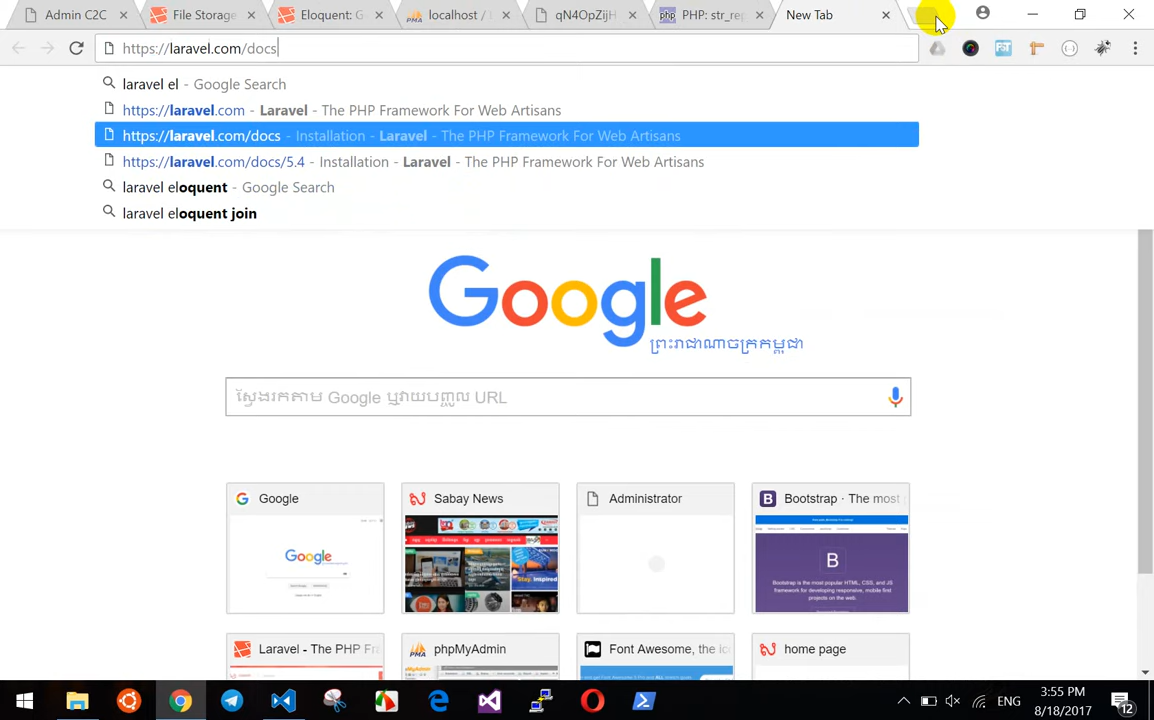 Admin C2C
File Storage
Eloquent: G
localhost /
qN4OpZijH
PHP: str_rep
New Tab
https://laravel.com/docs
laravel el - Google Search
https://laravel.com - Laravel - The PHP Framework For Web Artisans
https://laravel.com/docs - Installation - Laravel - The PHP Framework For Web Artisans
https://laravel.com/docs/5.4 - Installation - Laravel - The PHP Framework For Web Artisans
laravel eloquent - Google Search
laravel eloquent join
Google
ព្រះរាជាណាចក្រកម្ពុជា
ស្វែងរកតាម Google ឬវាយបញ្ចូល URL
Google
Sabay News
Administrator
Bootstrap · The most
Laravel - The PHP Fra
phpMyAdmin
Font Awesome, the ic
home page
ENG
3:55 PM
8/18/2017
12